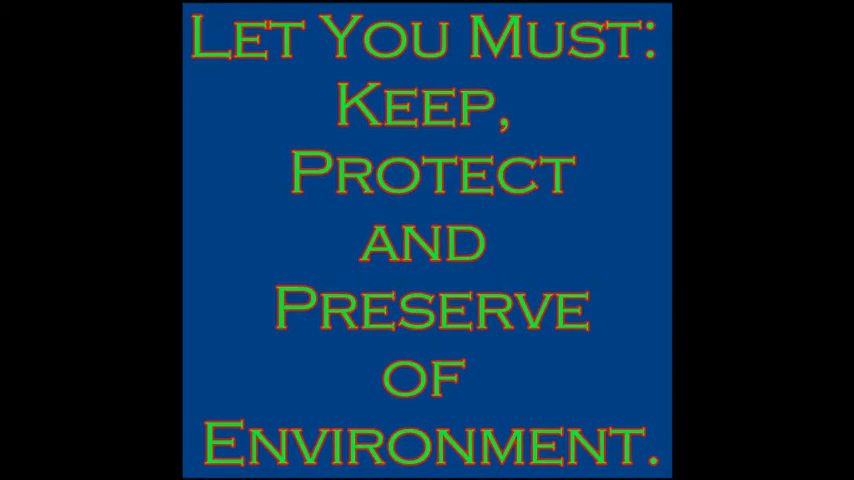 Let You Must:
Keep,
Protect
and
Preserve
of
Environment.